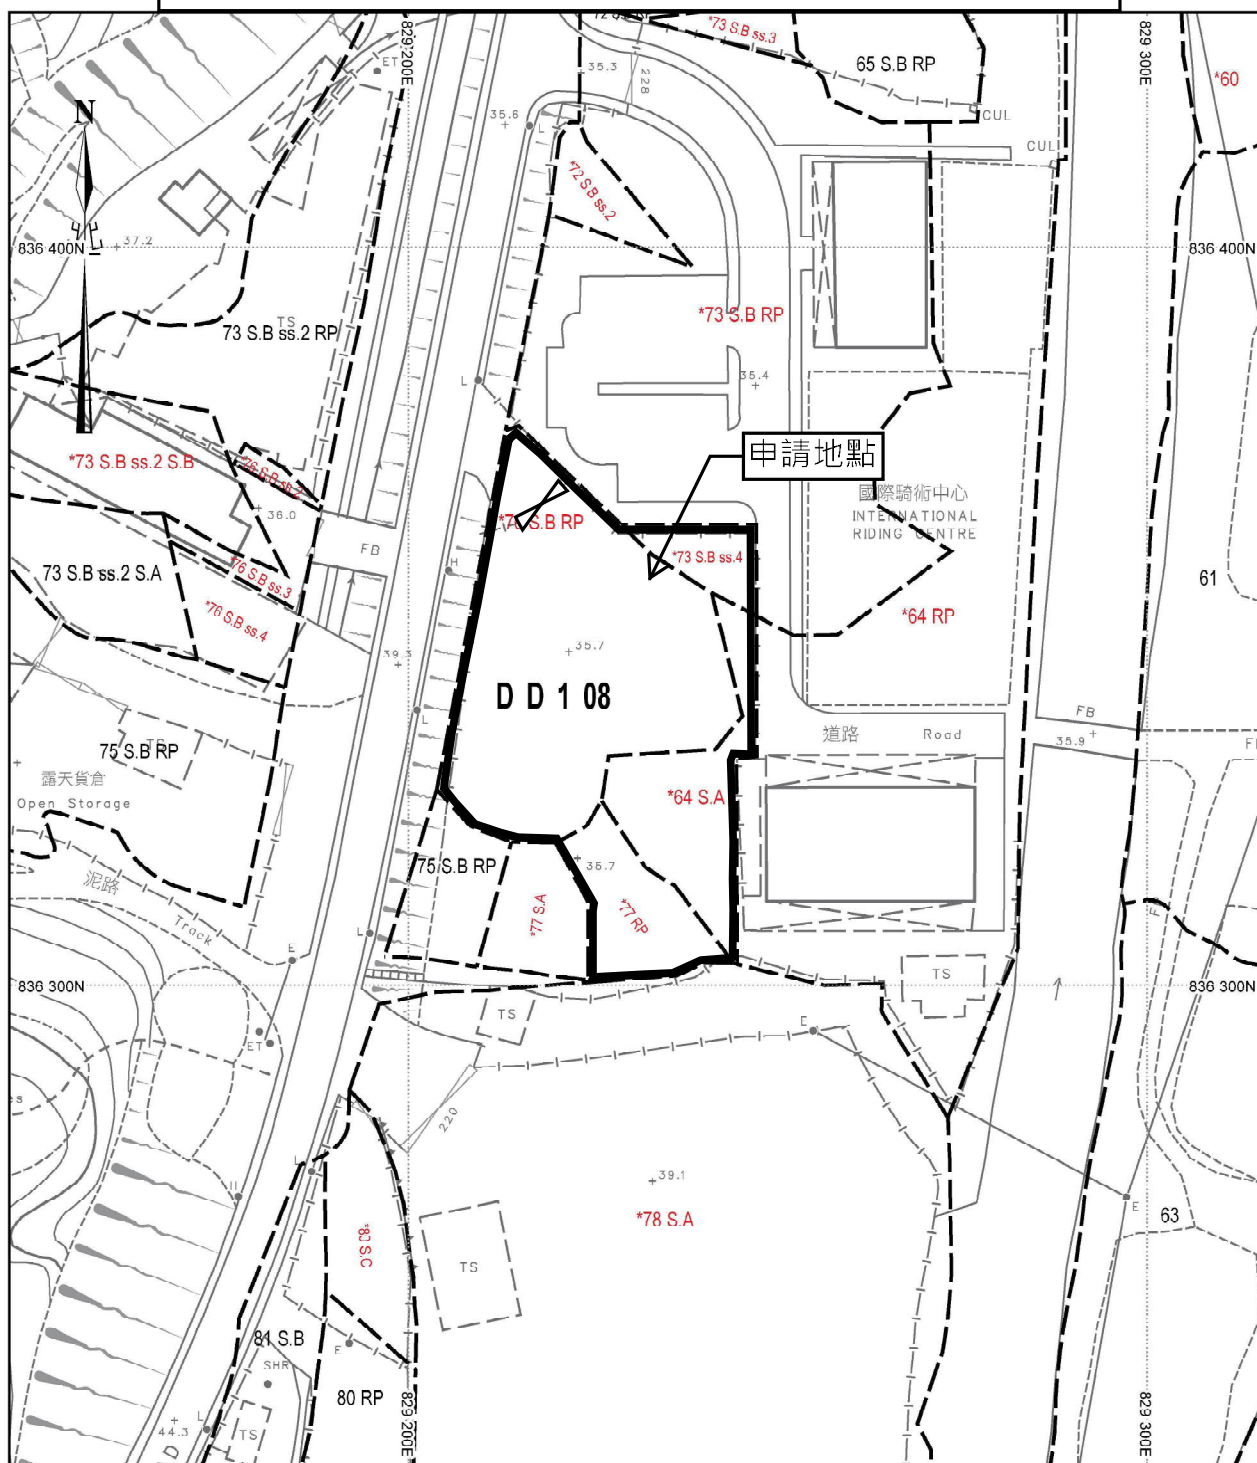 *73 S.B ss.3
829 200E
829 300E
ET
35.3
228
65 S.B RP
*60
N
35.6
L
CUL
CUL
*72 S.B ss.2
836 400N
37.2
836 400N
TS
73 S.B ss.2 RP
*73 S.B RP
L
35.4
申請地點
*73 S.B ss.2 S.B
*76 S.B ss.2
國際騎術中心
INTERNATIONAL
RIDING CENTRE
36.0
S.B RP
FB
*73 S.B ss.4
H
*76 S.B ss.3
73 S.B ss.2 S.A
61
*76 S.B ss.4
*64 RP
39.3
35.7
D D 1 08
L
FB
道路
Road
35.9
TS
75 S.B RP
露天貨倉
Open Storage
*64 S.A
75 S.B RP
35.7
泥路
Track
*77 S.A
*77 RP
L
E
TS
836 300N
836 300N
TS
E
ET
220
L
39.1
*78 S.A
E
63
*80 S.C
TS
81 S.B
E
SHR
80 RP
829 200E
829 300E
L
44.3
TS
D